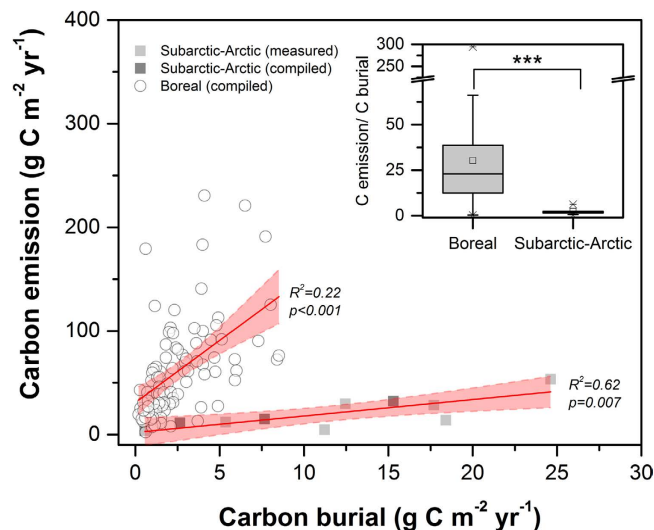 400
300
200
100
0
Carbon emission (g C m⁻² yr⁻¹)
Subarctic-Arctic (measured)
Subarctic-Arctic (compiled)
Boreal (compiled)
300
250
50
25
0
C emission/ C burial
***
Boreal Subarctic-Arctic
R²=0.22
p<0.001
R²=0.62
p=0.007
0 5 10 15 20 25 30
Carbon burial (g C m⁻² yr⁻¹)